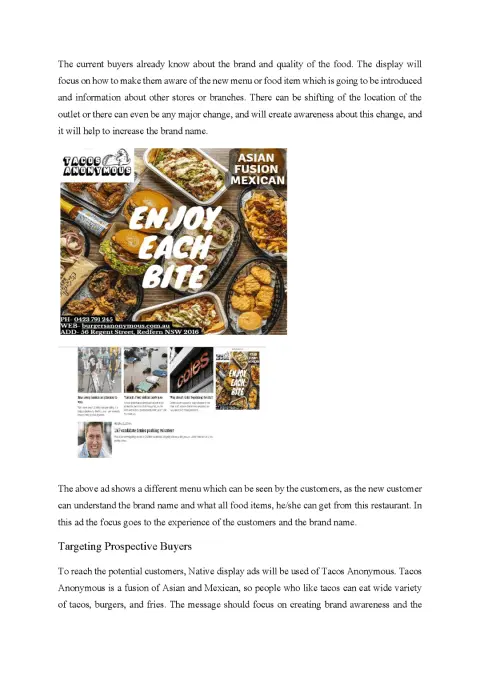 The current buyers already know about the brand and quality of the food. The display will
focus on how to make them aware of the new menu or food item which is going to be introduced
and information about other stores or branches. There can be shifting of the location of the
outlet or there can even be any major change, and will create awareness about this change, and
it will help to increase the brand name.
TACOS
ANONYMOUS
ASIAN
FUSION
MEXICAN
ENJOY
EACH
BITE
PH- 0423 791 245
WEB- burgersanonymous.com.au
ADD- 56 Regent Street, Redfern NSW 2016
coles
ENJOY
EACH
BITE
The above ad shows a different menu which can be seen by the customers, as the new customer
can understand the brand name and what all food items, he/she can get from this restaurant. In
this ad the focus goes to the experience of the customers and the brand name.
Targeting Prospective Buyers
To reach the potential customers, Native display ads will be used of Tacos Anonymous. Tacos
Anonymous is a fusion of Asian and Mexican, so people who like tacos can eat wide variety
of tacos, burgers, and fries. The message should focus on creating brand awareness and the